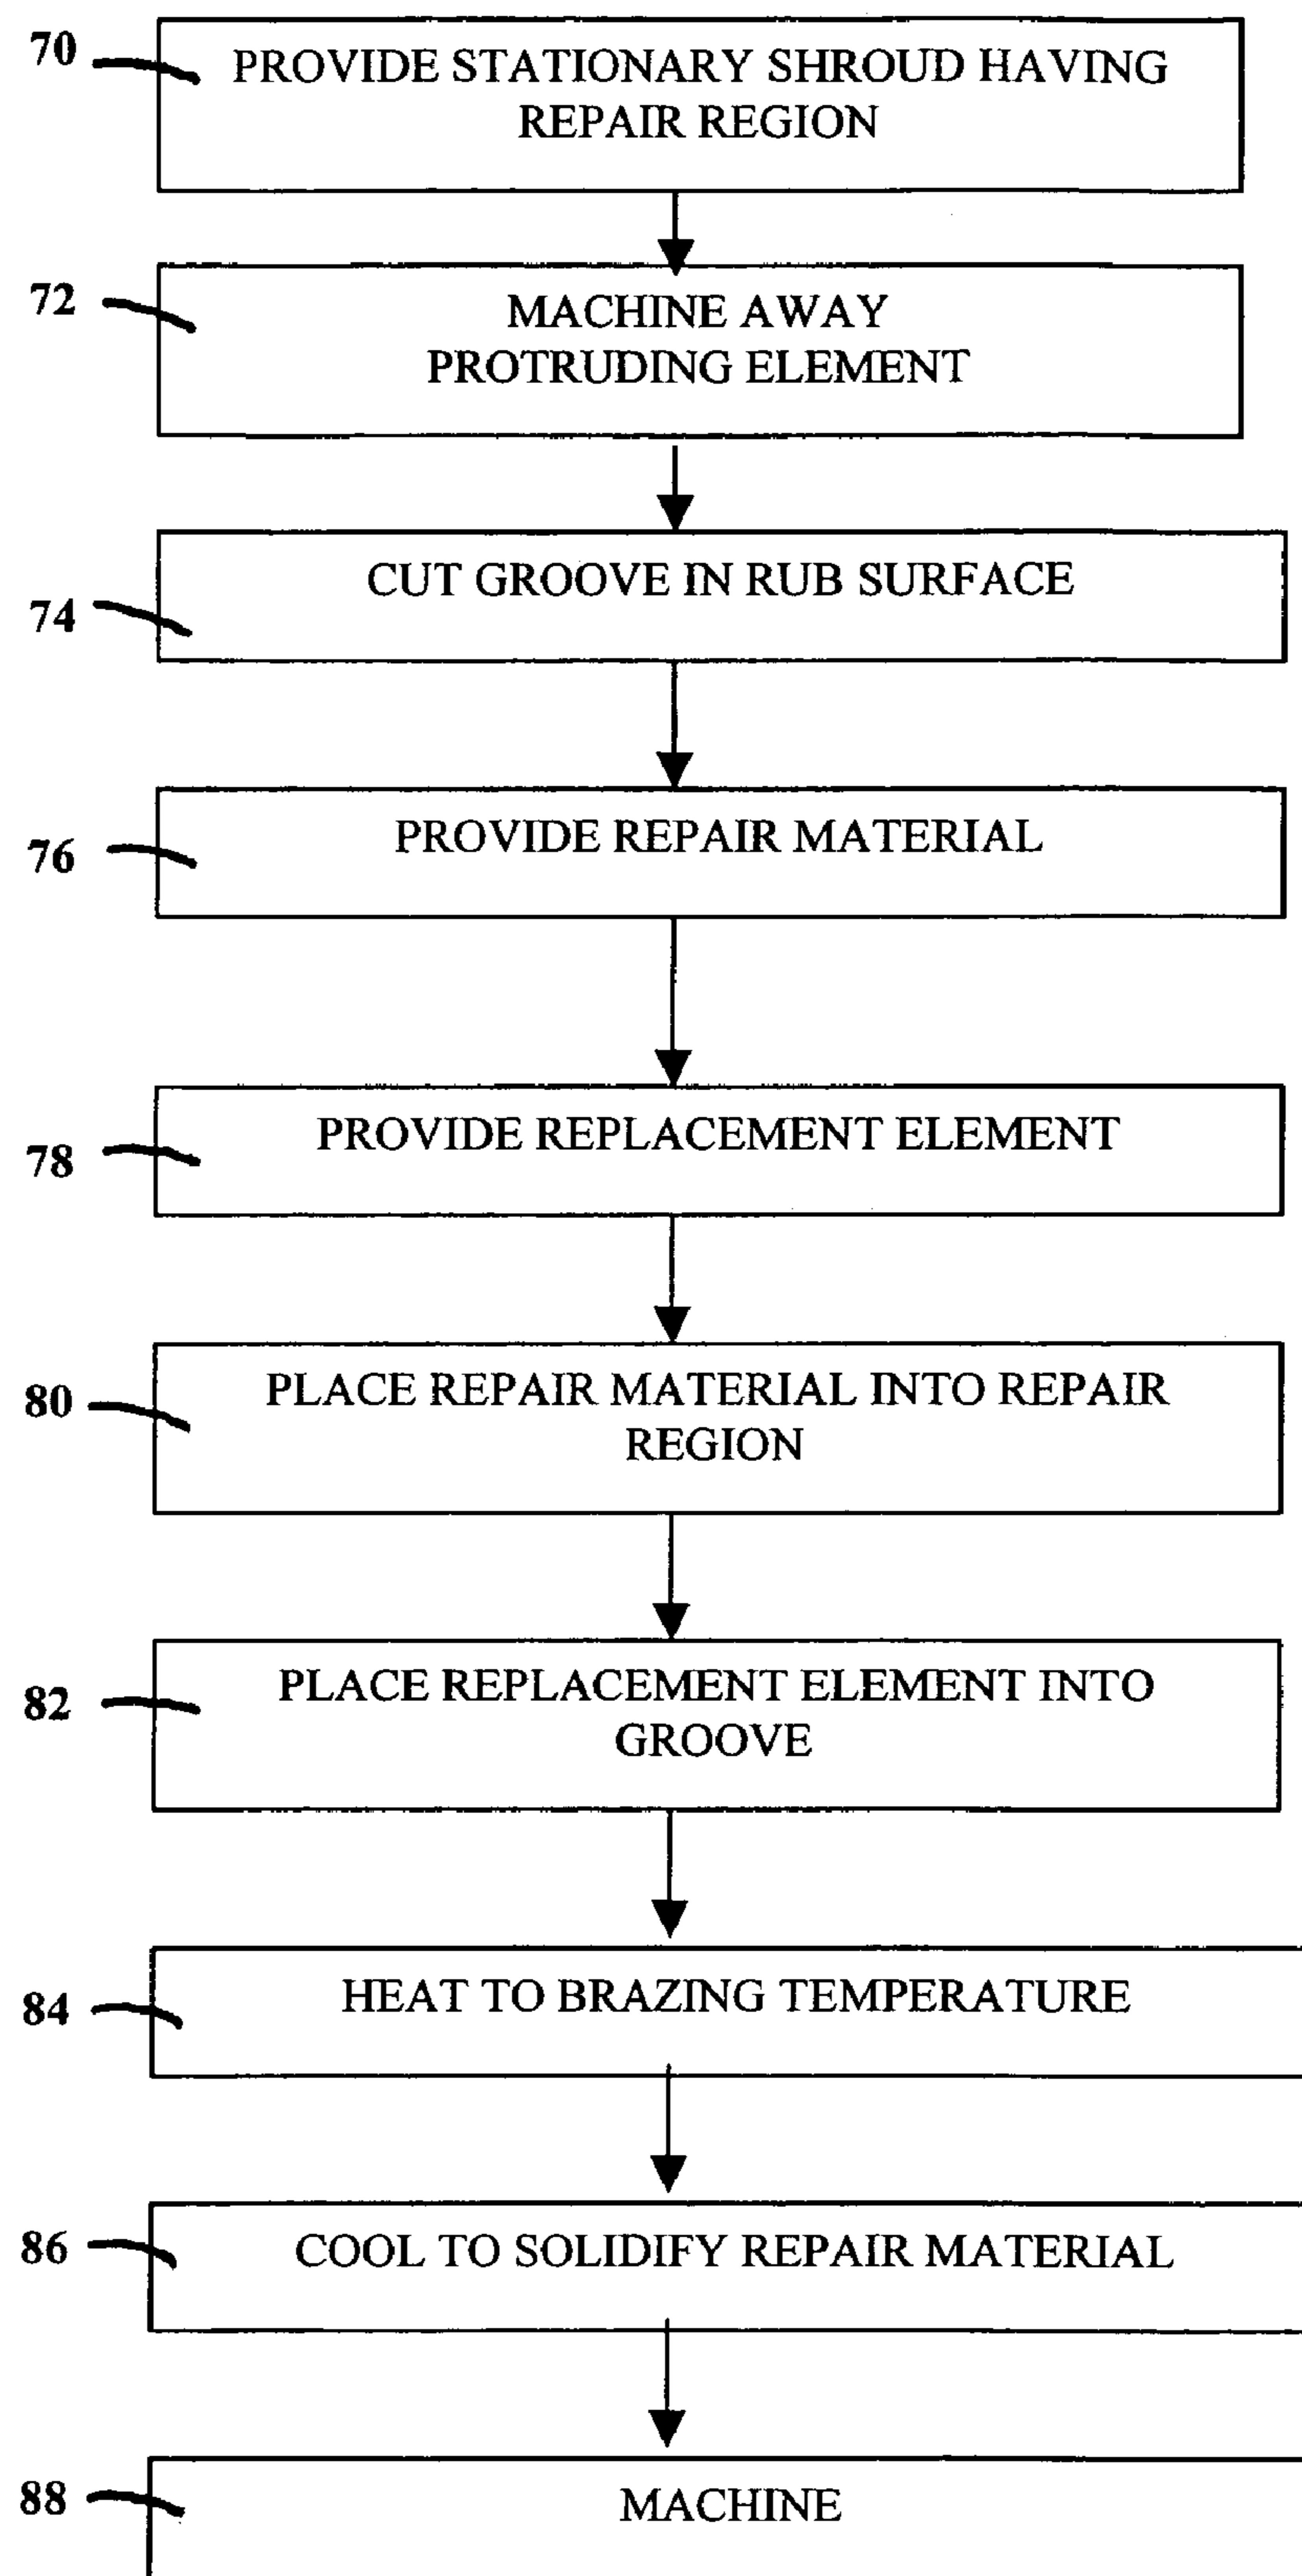 70
PROVIDE STATIONARY SHROUD HAVING
REPAIR REGION
72
MACHINE AWAY
PROTRUDING ELEMENT
CUT GROOVE IN RUB SURFACE
74
PROVIDE REPAIR MATERIAL
76
PROVIDE REPLACEMENT ELEMENT
78
PLACE REPAIR MATERIAL INTO REPAIR
80
REGION
PLACE REPLACEMENT ELEMENT INTO
82
GROOVE
HEAT TO BRAZING TEMPERATURE
84
COOL TO SOLIDIFY REPAIR MATERIAL
86
88
MACHINE